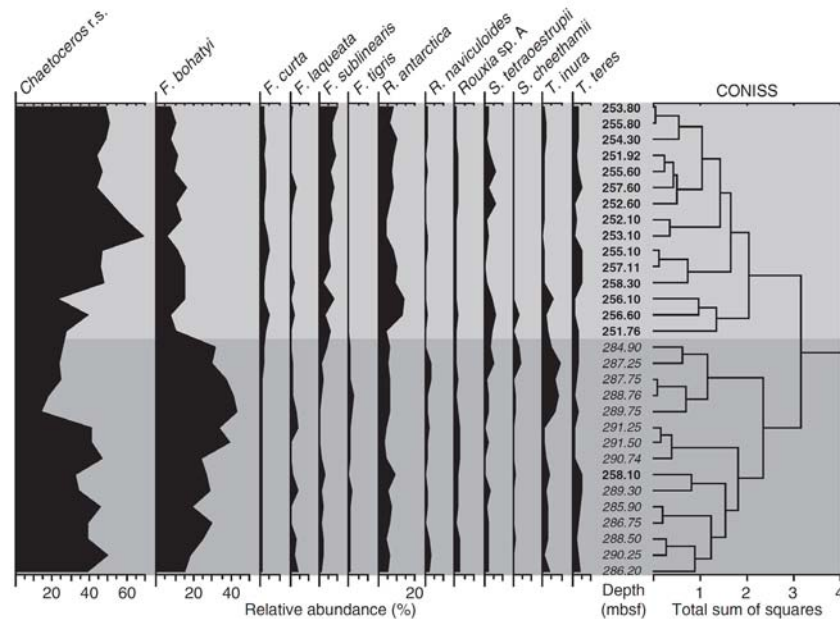 Chaetoceros r.s.
F. bohatyi
F. curta
F. laqueata
F. sublinearis
F. tigris
R. antarctica
R. naviculoides
Rouxia sp. A
S. tetraoestrupii
S. cheethamii
T. inura
T. teres
CONISS
253.80
255.80
254.30
251.92
255.60
257.60
252.60
252.10
253.10
255.10
257.11
258.30
256.10
256.60
251.76
284.90
287.25
287.75
288.76
289.75
291.25
291.50
290.74
258.10
289.30
285.90
286.75
288.50
290.25
286.20
20 40 60 20 40 20 Depth 1 2 3 4
Relative abundance (%) (mbsf) Total sum of squares